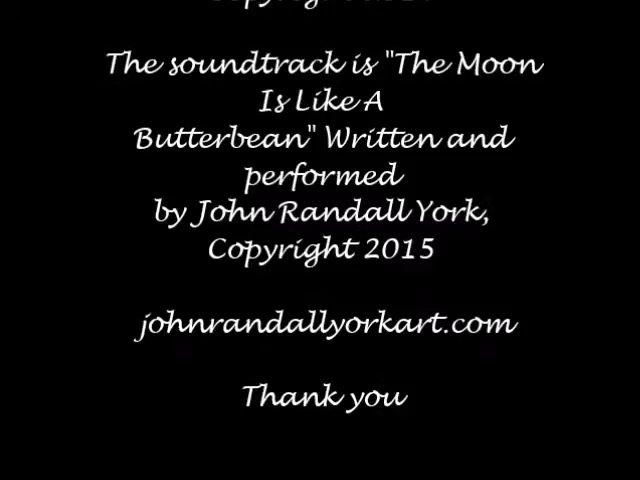 The soundtrack is "The Moon
Is Like A
Butterbean" Written and
performed
by John Randall York,
Copyright 2015
johnrandallyorkart.com
Thank you